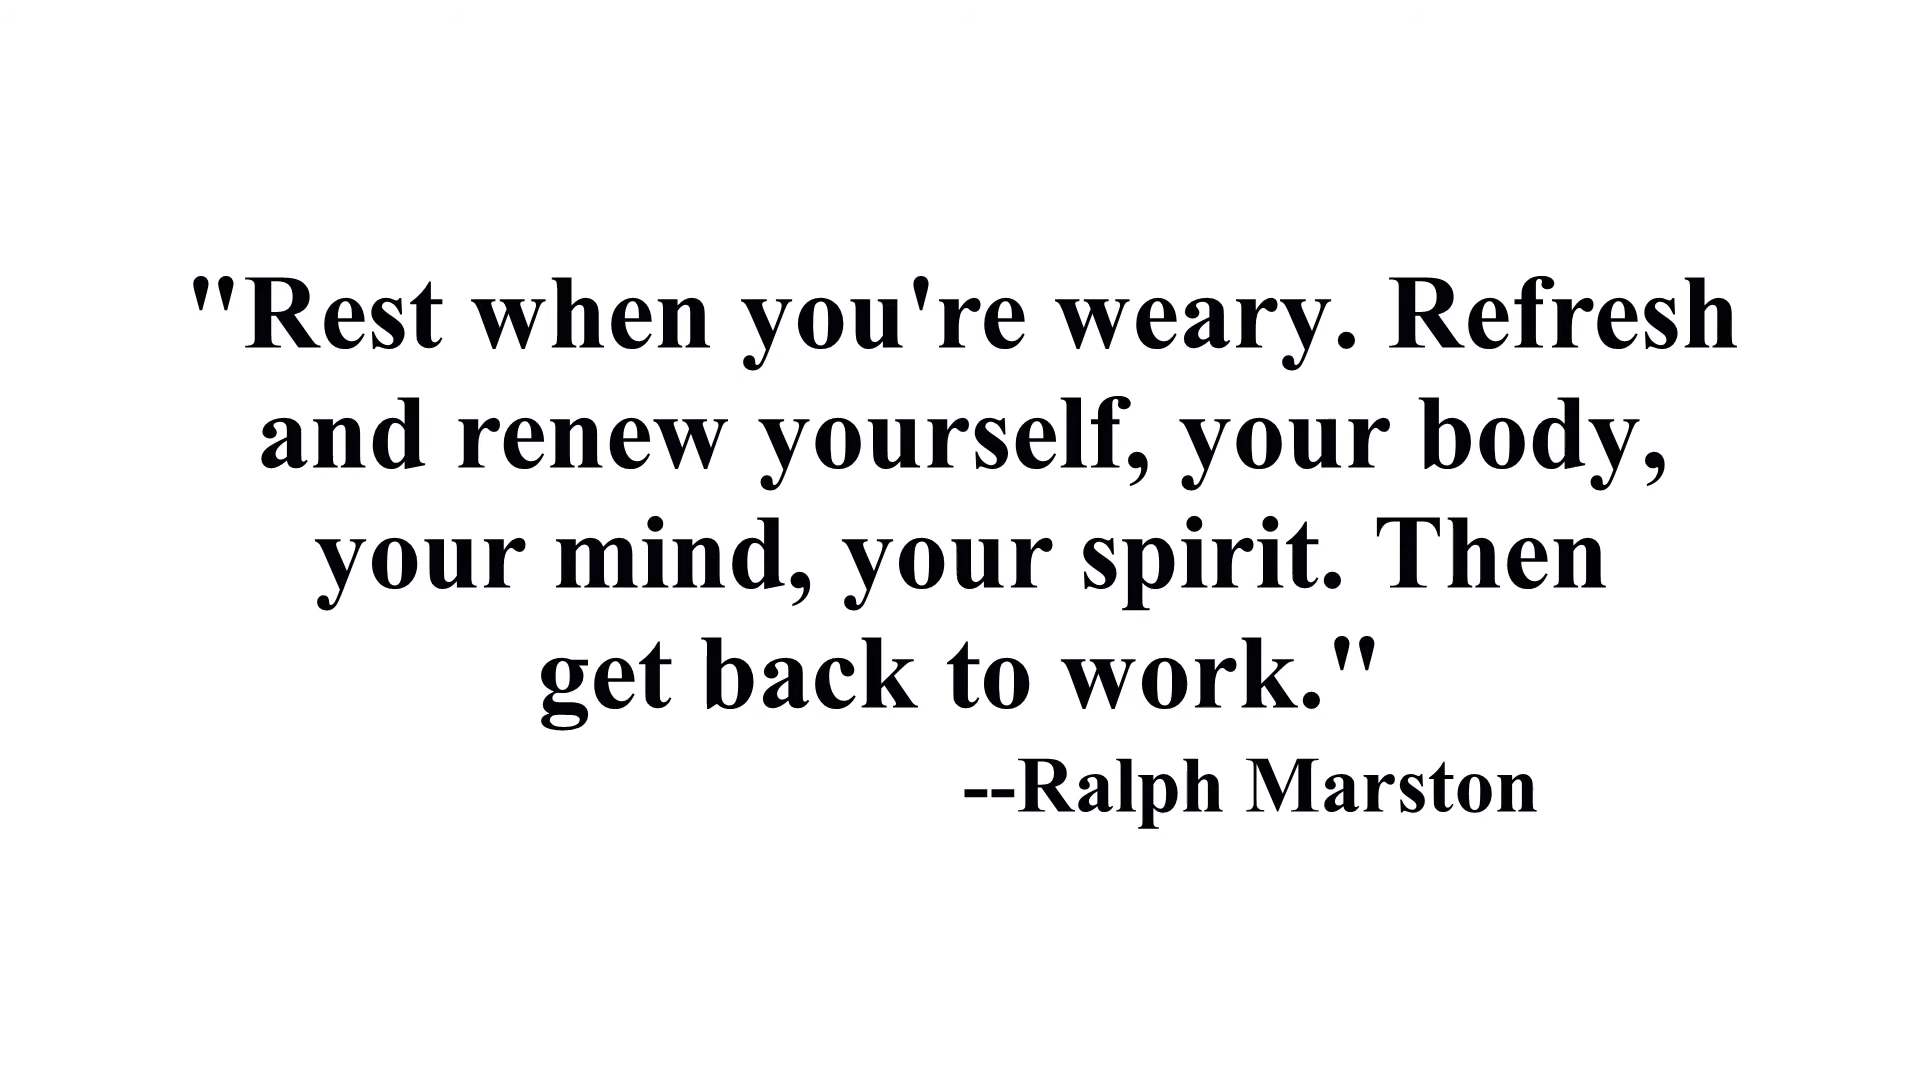 "Rest when you're weary. Refresh
and renew yourself, your body,
your mind, your spirit. Then
get back to work."
--Ralph Marston